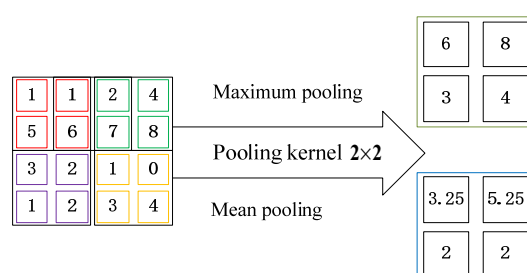 1 1 2 4
5 6 7 8
3 2 1 0
1 2 3 4
Maximum pooling
Pooling kernel 2×2
Mean pooling
6 8
3 4
3.25 5.25
2 2